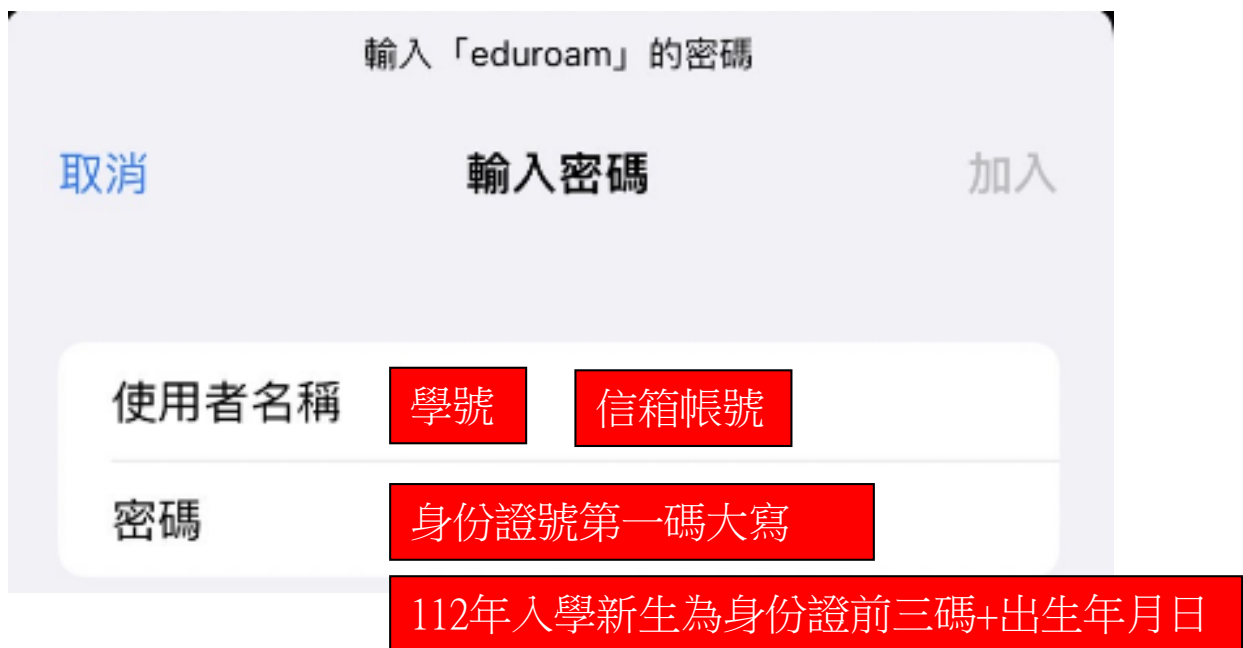 輸入「eduroam」的密碼
取消 輸入密碼 加入
使用者名稱 學號 信箱帳號
密碼 身份證號第一碼大寫
112年入學新生為身份證前三碼+出生年月日